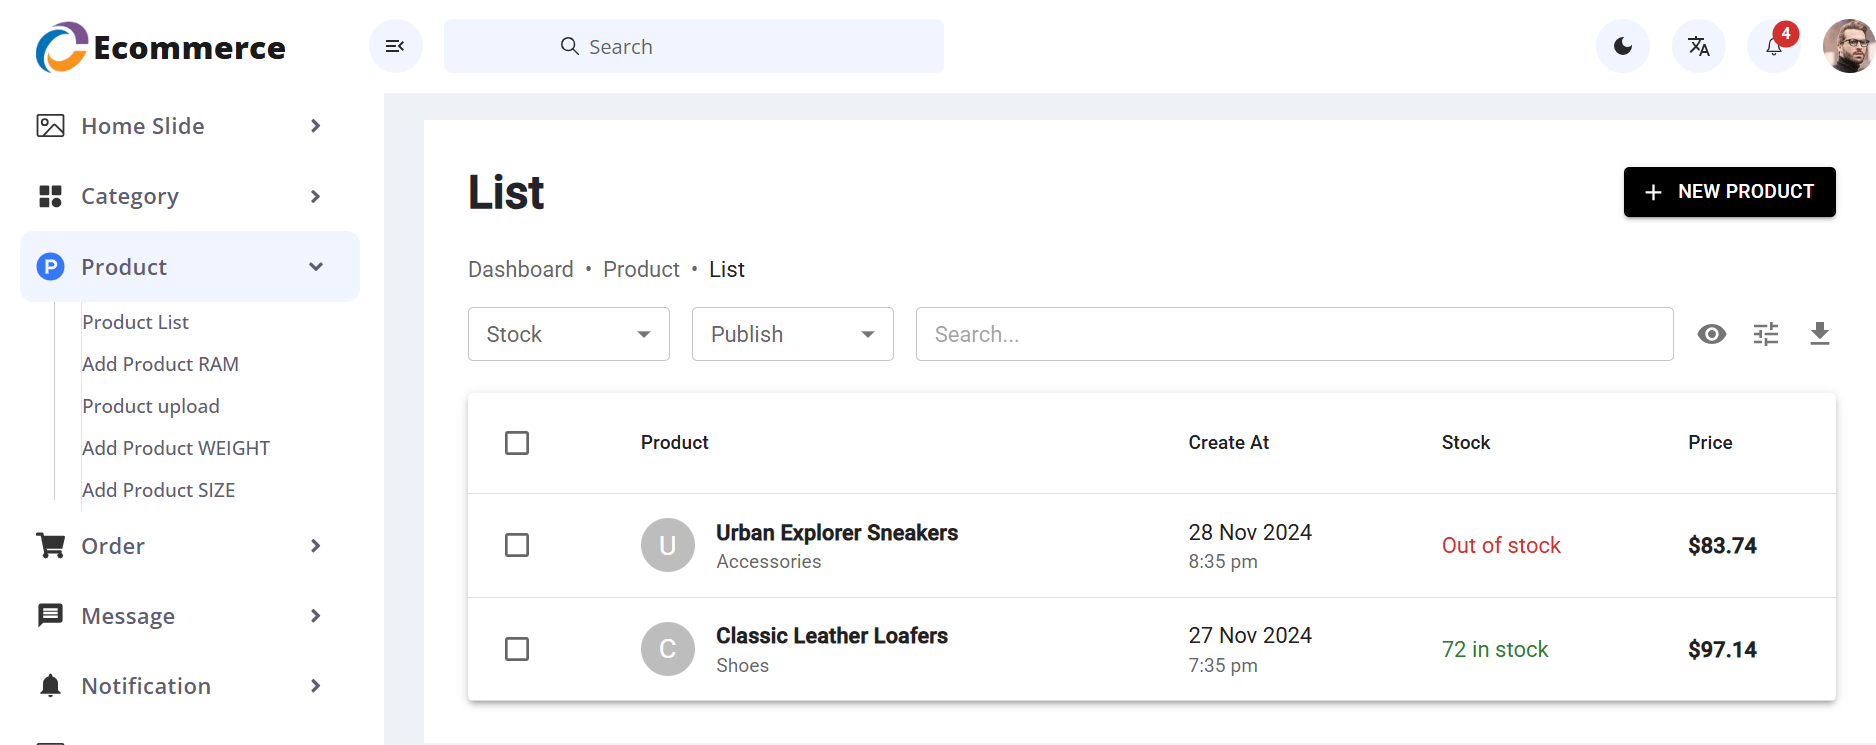 Ecommerce
Search
4
Home Slide
Category
P Product
Product List
Add Product RAM
Product upload
Add Product WEIGHT
Add Product SIZE
Order
Message
Notification
List
+ NEW PRODUCT
Dashboard • Product • List
Stock
Publish
Search...
Product Create At Stock Price
U Urban Explorer Sneakers 28 Nov 2024 Out of stock $83.74
Accessories 8:35 pm
C Classic Leather Loafers 27 Nov 2024 72 in stock $97.14
Shoes 7:35 pm